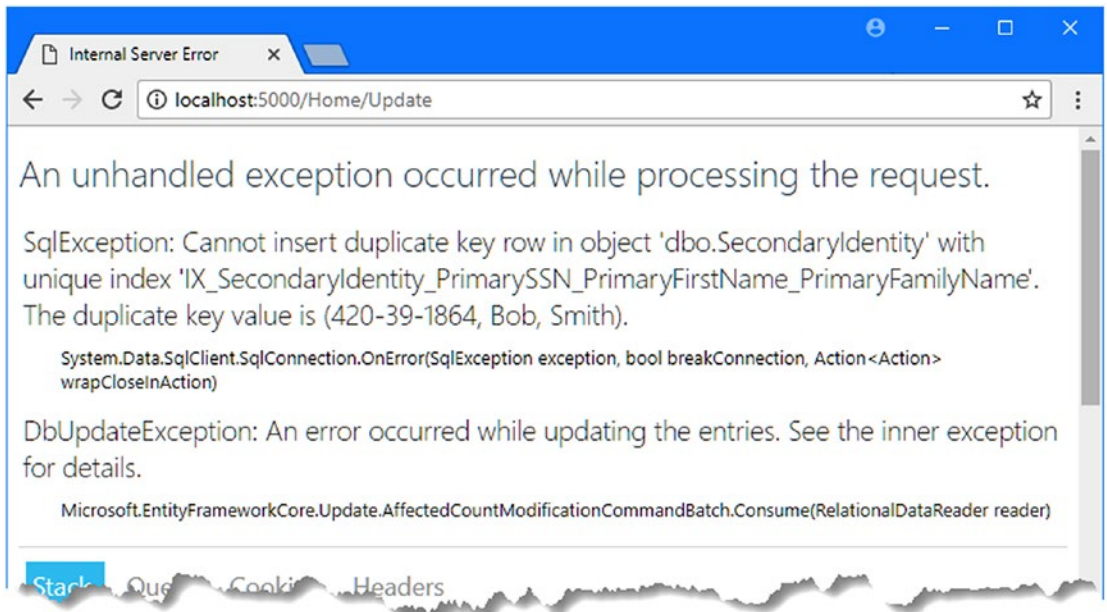 Internal Server Error
localhost:5000/Home/Update
An unhandled exception occurred while processing the request.
SqlException: Cannot insert duplicate key row in object 'dbo.SecondaryIdentity' with
unique index 'IX_SecondaryIdentity_PrimarySSN_PrimaryFirstName_PrimaryFamilyName'.
The duplicate key value is (420-39-1864, Bob, Smith).
System.Data.SqlClient.SqlConnection.OnError(SqlException exception, bool breakConnection, Action<Action>
wrapCloseInAction)
DbUpdateException: An error occurred while updating the entries. See the inner exception
for details.
Microsoft.EntityFrameworkCore.Update.AffectedCountModificationCommandBatch.Consume(RelationalDataReader reader)
Stack Headers